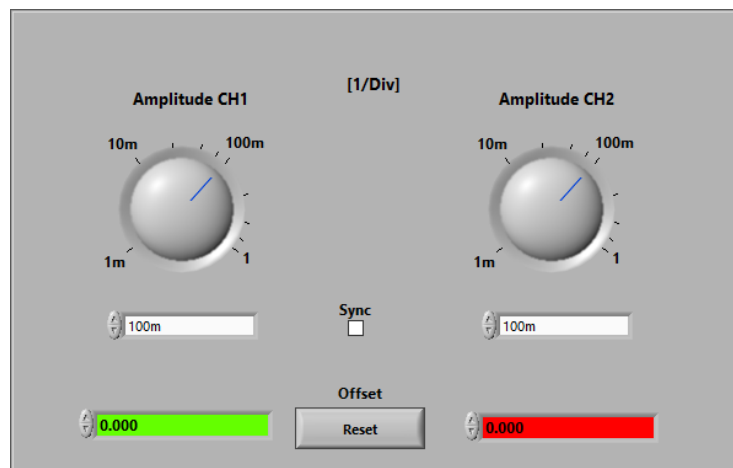 [1/Div]
Amplitude CH1
Amplitude CH2
10m
100m
1m
1
10m
100m
1m
1
100m
Sync
100m
Offset
0.000
Reset
0.000